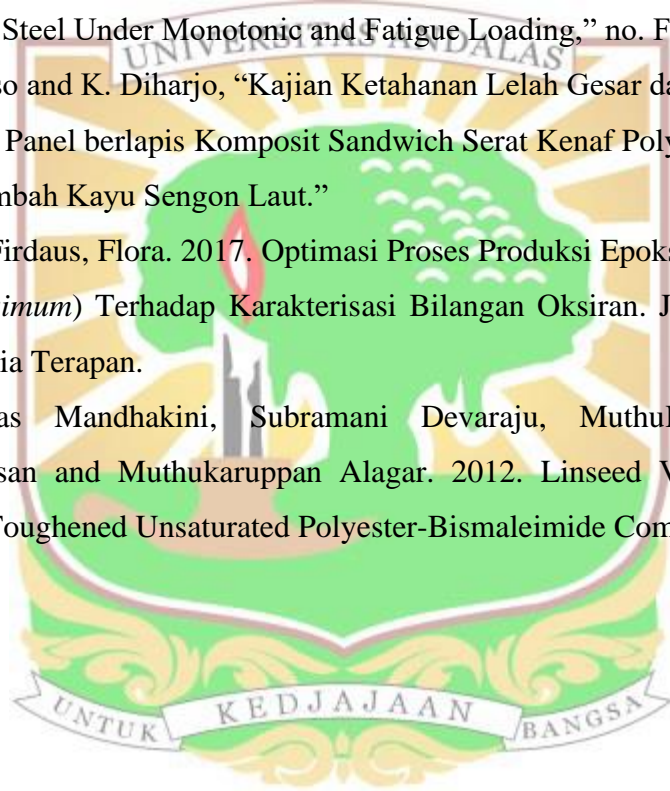 Steel Under Monotonic and Fatigue Loading,” no. F
UNIVERSITAS ANDALAS
so and K. Diharjo, “Kajian Ketahanan Lelah Gesar da
Panel berlapis Komposit Sandwich Serat Kenaf Poly
mbah Kayu Sengon Laut.”
Firdaus, Flora. 2017. Optimasi Proses Produksi Epoks
imum) Terhadap Karakterisasi Bilangan Oksiran. J
ia Terapan.
as Mandhakini, Subramani Devaraju, Muthu
san and Muthukaruppan Alagar. 2012. Linseed V
Toughened Unsaturated Polyester-Bismaleimide Com
UNTUK KEDJAJAAN BANGSA